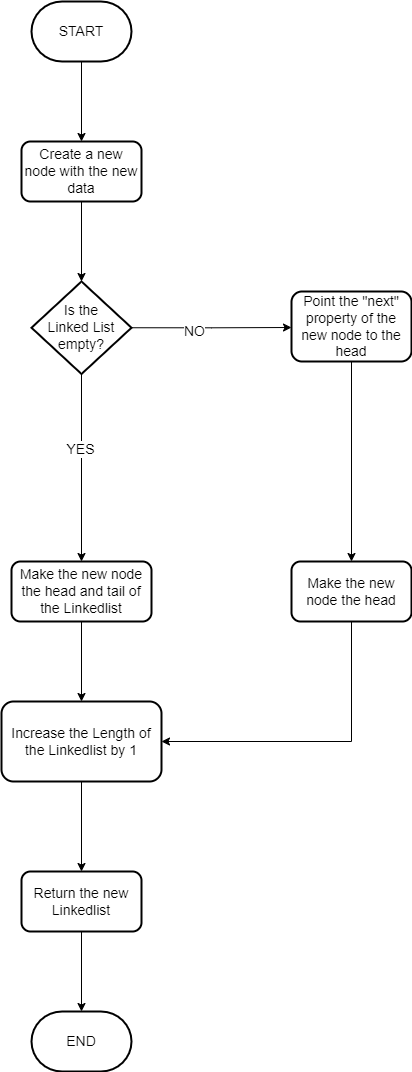 START
Create a new
node with the new
data
Is the
Linked List
empty?
NO
Point the "next"
property of the
new node to the
head
YES
Make the new node
the head and tail of
the Linkedlist
Make the new
node the head
Increase the Length of
the Linkedlist by 1
Return the new
Linkedlist
END